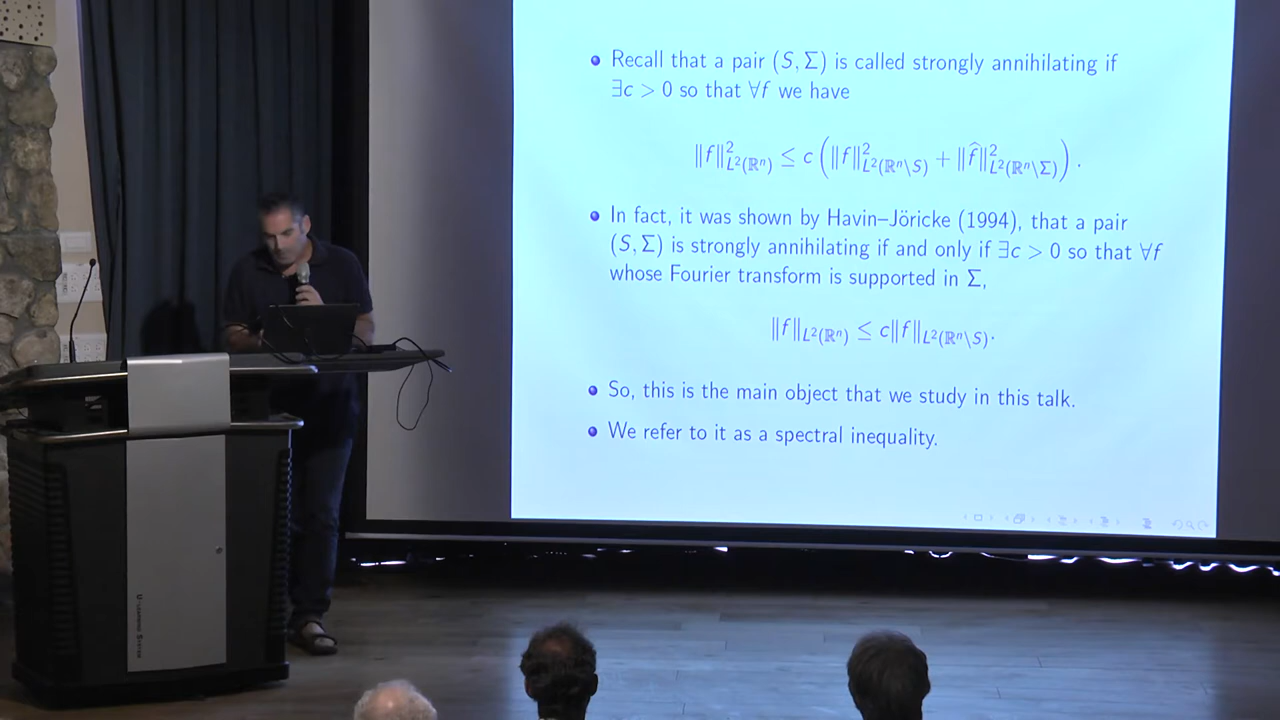 Recall that a pair (S, Σ) is called strongly annihilating if
∃c > 0 so that ∀f we have
‖f‖²_{L²(ℝⁿ)} ≤ c (‖f‖²_{L²(ℝⁿ\S)} + ‖f̂‖²_{L²(ℝⁿ\Σ)}).
In fact, it was shown by Havin–Jöricke (1994), that a pair
(S, Σ) is strongly annihilating if and only if ∃c > 0 so that ∀f
whose Fourier transform is supported in Σ,
‖f‖_{L²(ℝⁿ)} ≤ c‖f‖_{L²(ℝⁿ\S)}.
So, this is the main object that we study in this talk.
We refer to it as a spectral inequality.